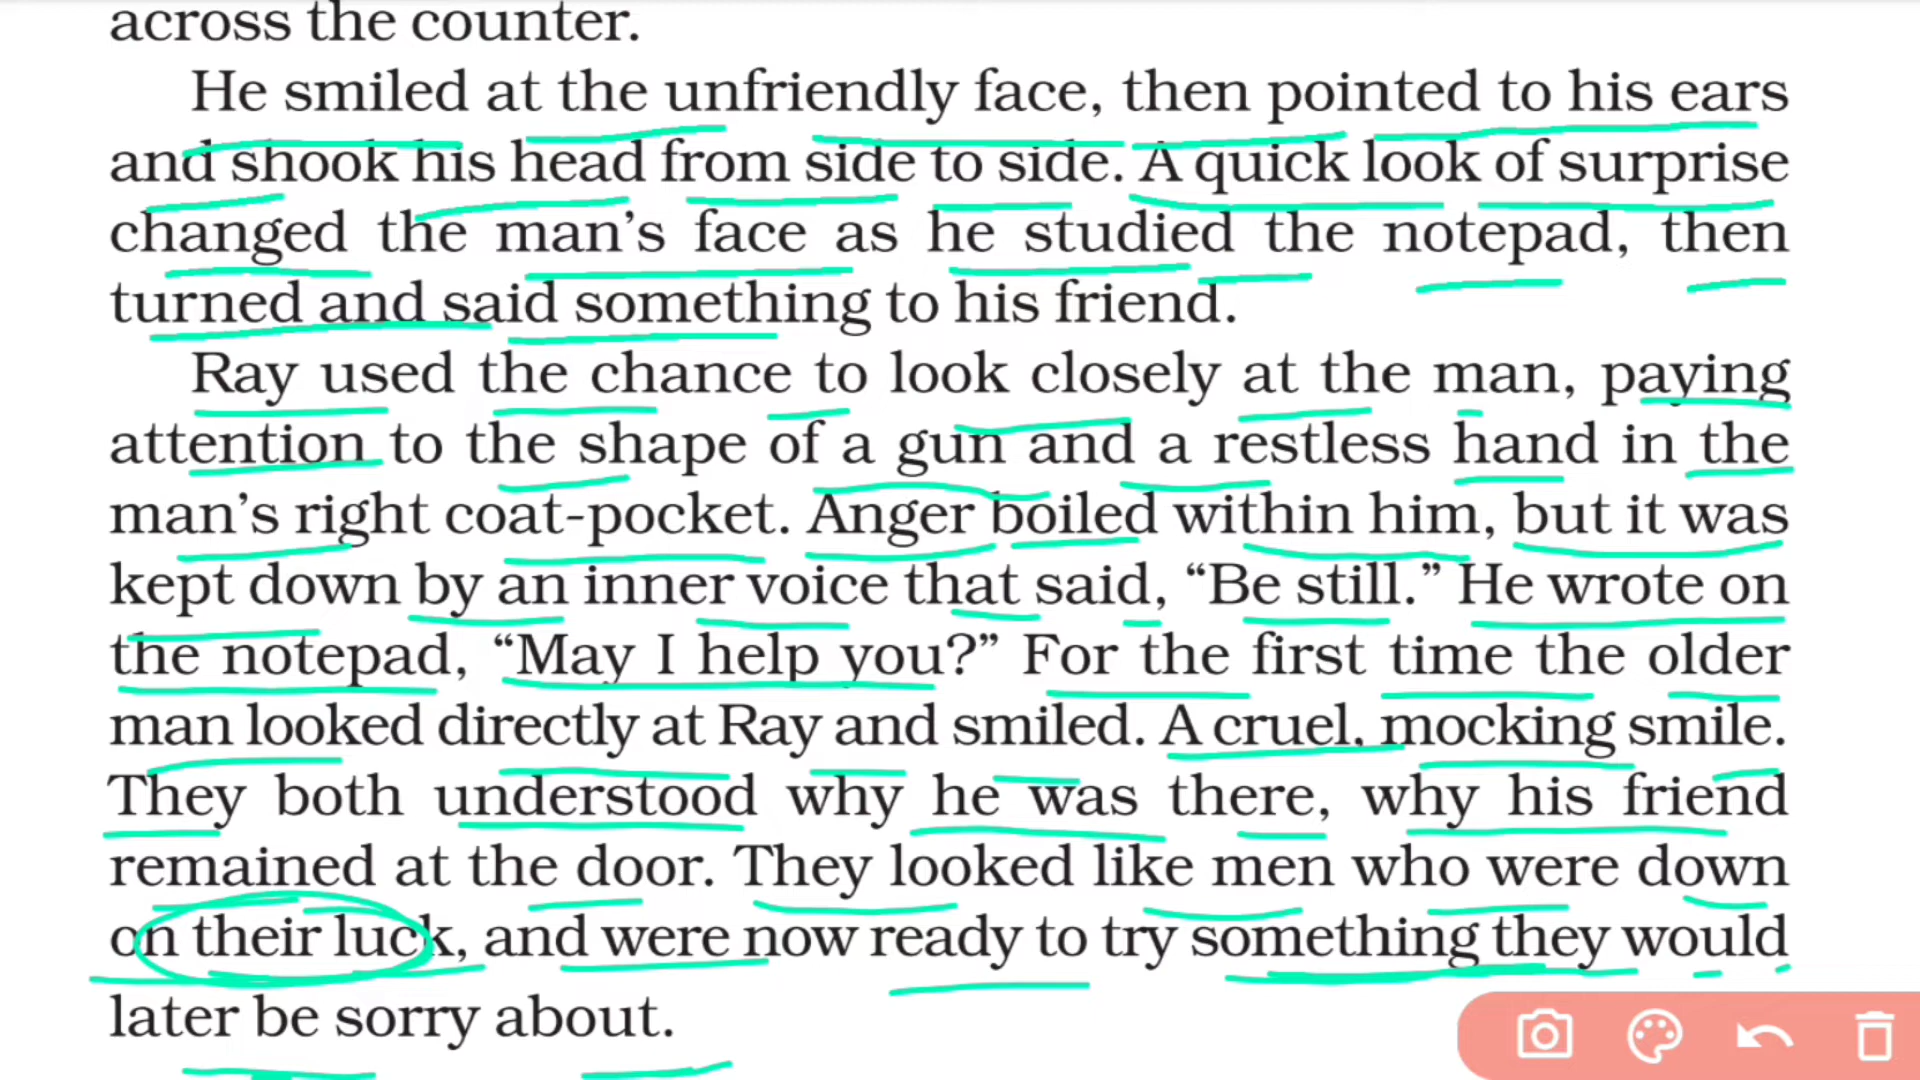 across the counter.
He smiled at the unfriendly face, then pointed to his ears
and shook his head from side to side. A quick look of surprise
changed the man’s face as he studied the notepad, then
turned and said something to his friend.
Ray used the chance to look closely at the man, paying
attention to the shape of a gun and a restless hand in the
man’s right coat-pocket. Anger boiled within him, but it was
kept down by an inner voice that said, “Be still.” He wrote on
the notepad, “May I help you?” For the first time the older
man looked directly at Ray and smiled. A cruel, mocking smile.
They both understood why he was there, why his friend
remained at the door. They looked like men who were down
on their luck, and were now ready to try something they would
later be sorry about.